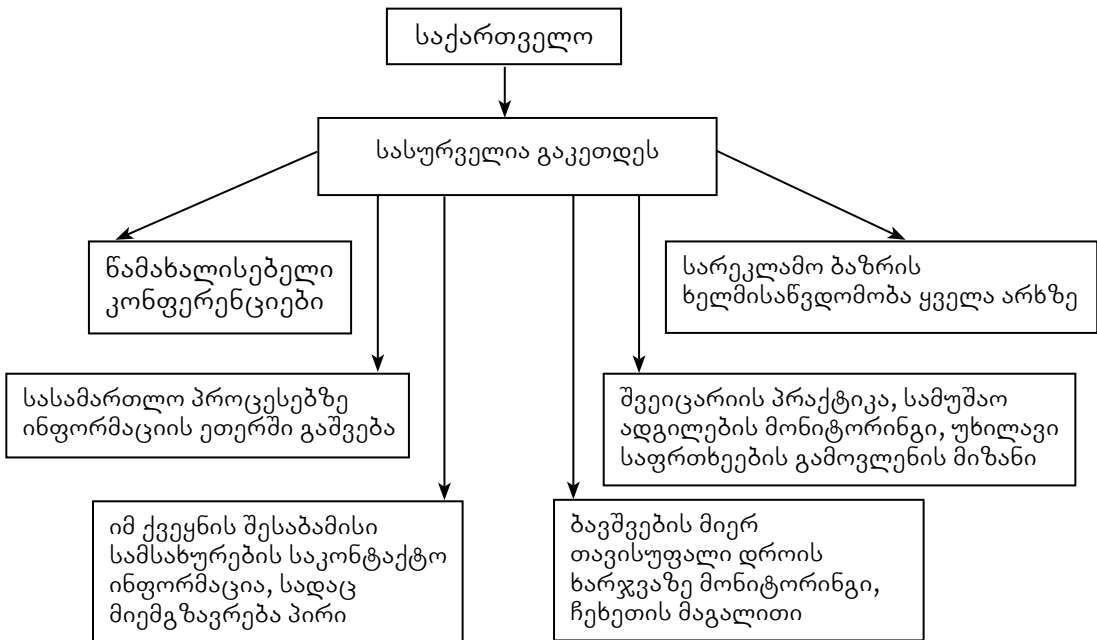 საქართველო
სასურველია გაკეთდეს
წამახალისებელი
კონფერენციები
სარეკლამო ბაზრის
ხელმისაწვდომობა ყველა არხზე
სასამართლო პროცესებზე
ინფორმაციის ეთერში გაშვება
შვეიცარიის პრაქტიკა, სამუშაო
ადგილების მონიტორინგი, უხილავი
საფრთხეების გამოვლენის მიზანი
იმ ქვეყნის შესაბამისი
სამსახურების საკონტაქტო
ინფორმაცია, სადაც
მიემგზავრება პირი
ბავშვების მიერ
თავისუფალი დროის
ხარჯვაზე მონიტორინგი,
ჩეხეთის მაგალითი